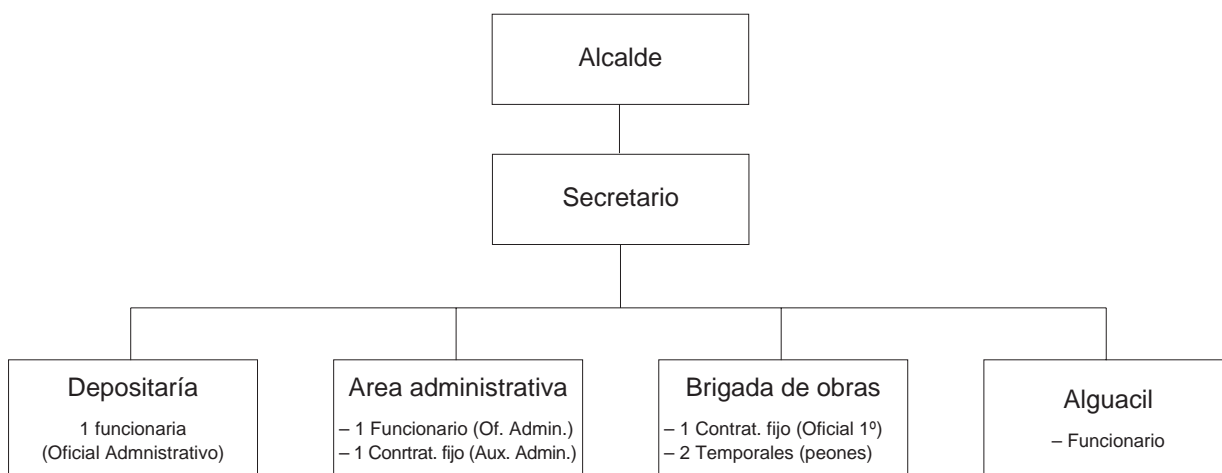 Alcalde
Secretario
Depositaría
1 funcionaria
(Oficial Admnistrativo)
Area administrativa
– 1 Funcionario (Of. Admin.)
– 1 Conrtrat. fijo (Aux. Admin.)
Brigada de obras
– 1 Contrat. fijo (Oficial 1º)
– 2 Temporales (peones)
Alguacil
– Funcionario